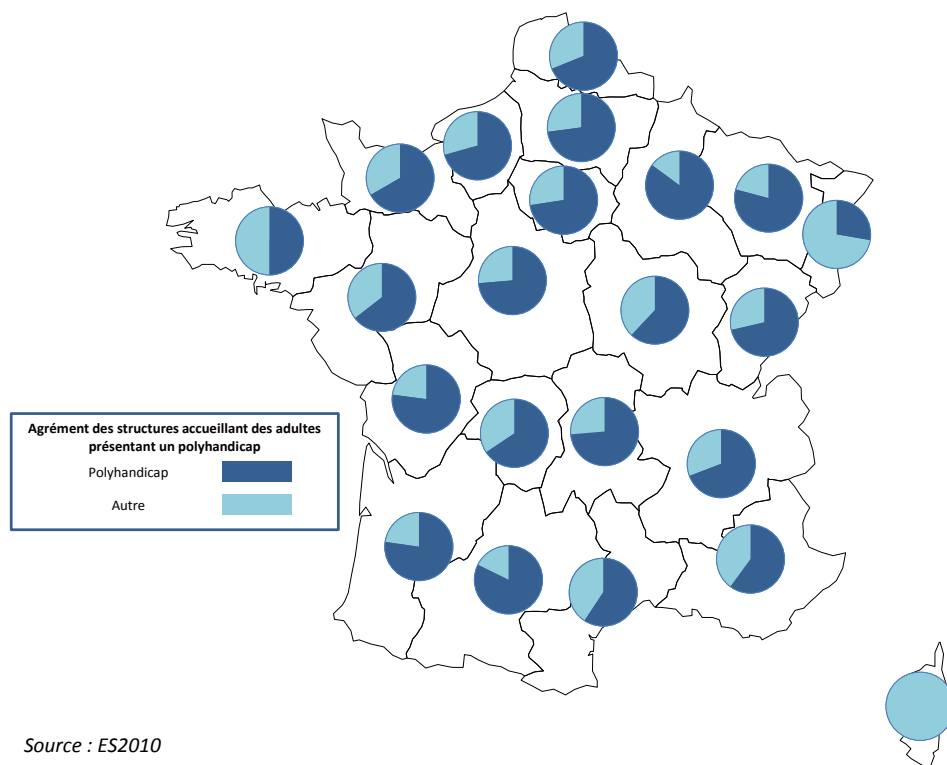 Agrément des structures accueillant des adultes
présentant un polyhandicap
Polyhandicap
Autre
Source : ES2010